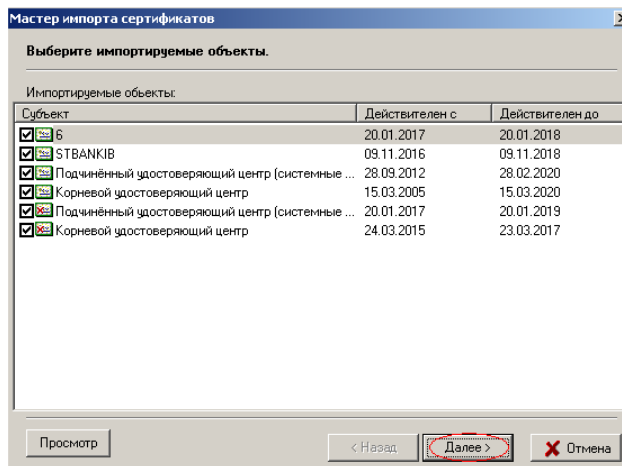 Мастер импорта сертификатов
Выберите импортируемые объекты.
Импортируемые обьекты:
Субъект Действителен с Действителен до
6 20.01.2017 20.01.2018
STBANKIB 09.11.2016 09.11.2018
Подчинённый удостоверяющий центр (системные ... 28.09.2012 28.02.2020
Корневой удостоверяющий центр 15.03.2005 15.03.2020
Подчинённый удостоверяющий центр (системные ... 20.01.2017 20.01.2019
Корневой удостоверяющий центр 24.03.2015 23.03.2017
Просмотр < Назад Далее > Отмена